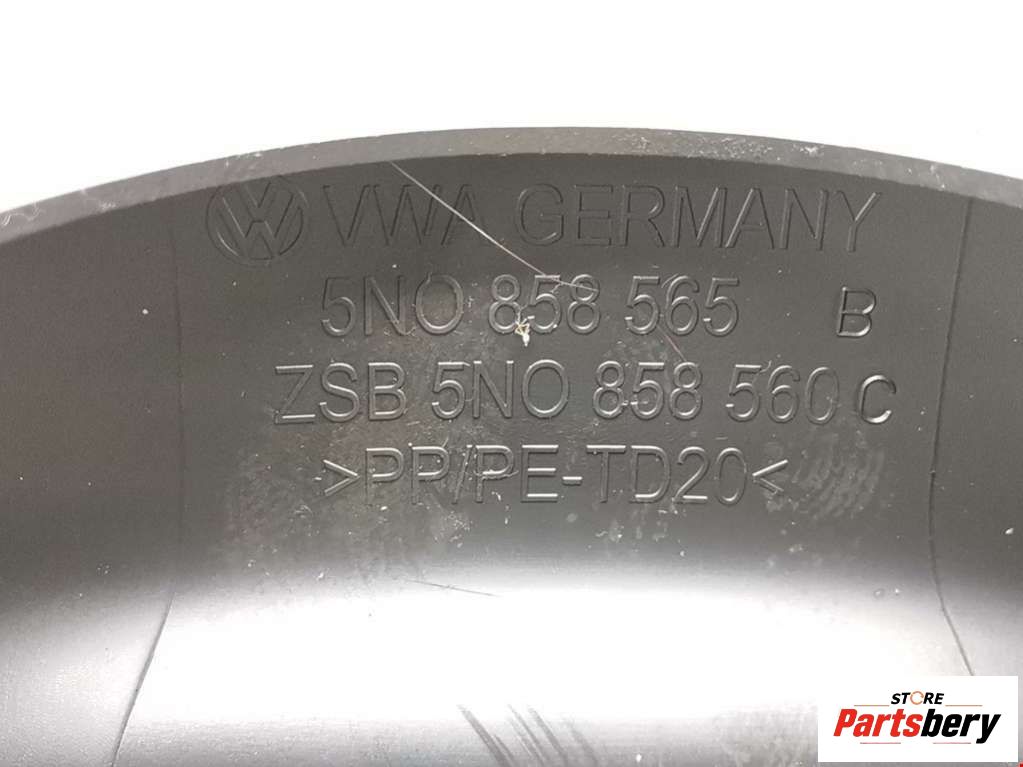 VWA GERMANY
5N0 858 565 B
ZSB 5N0 858 560 C
>PP/PE-TD20<
STORE
Partsbery